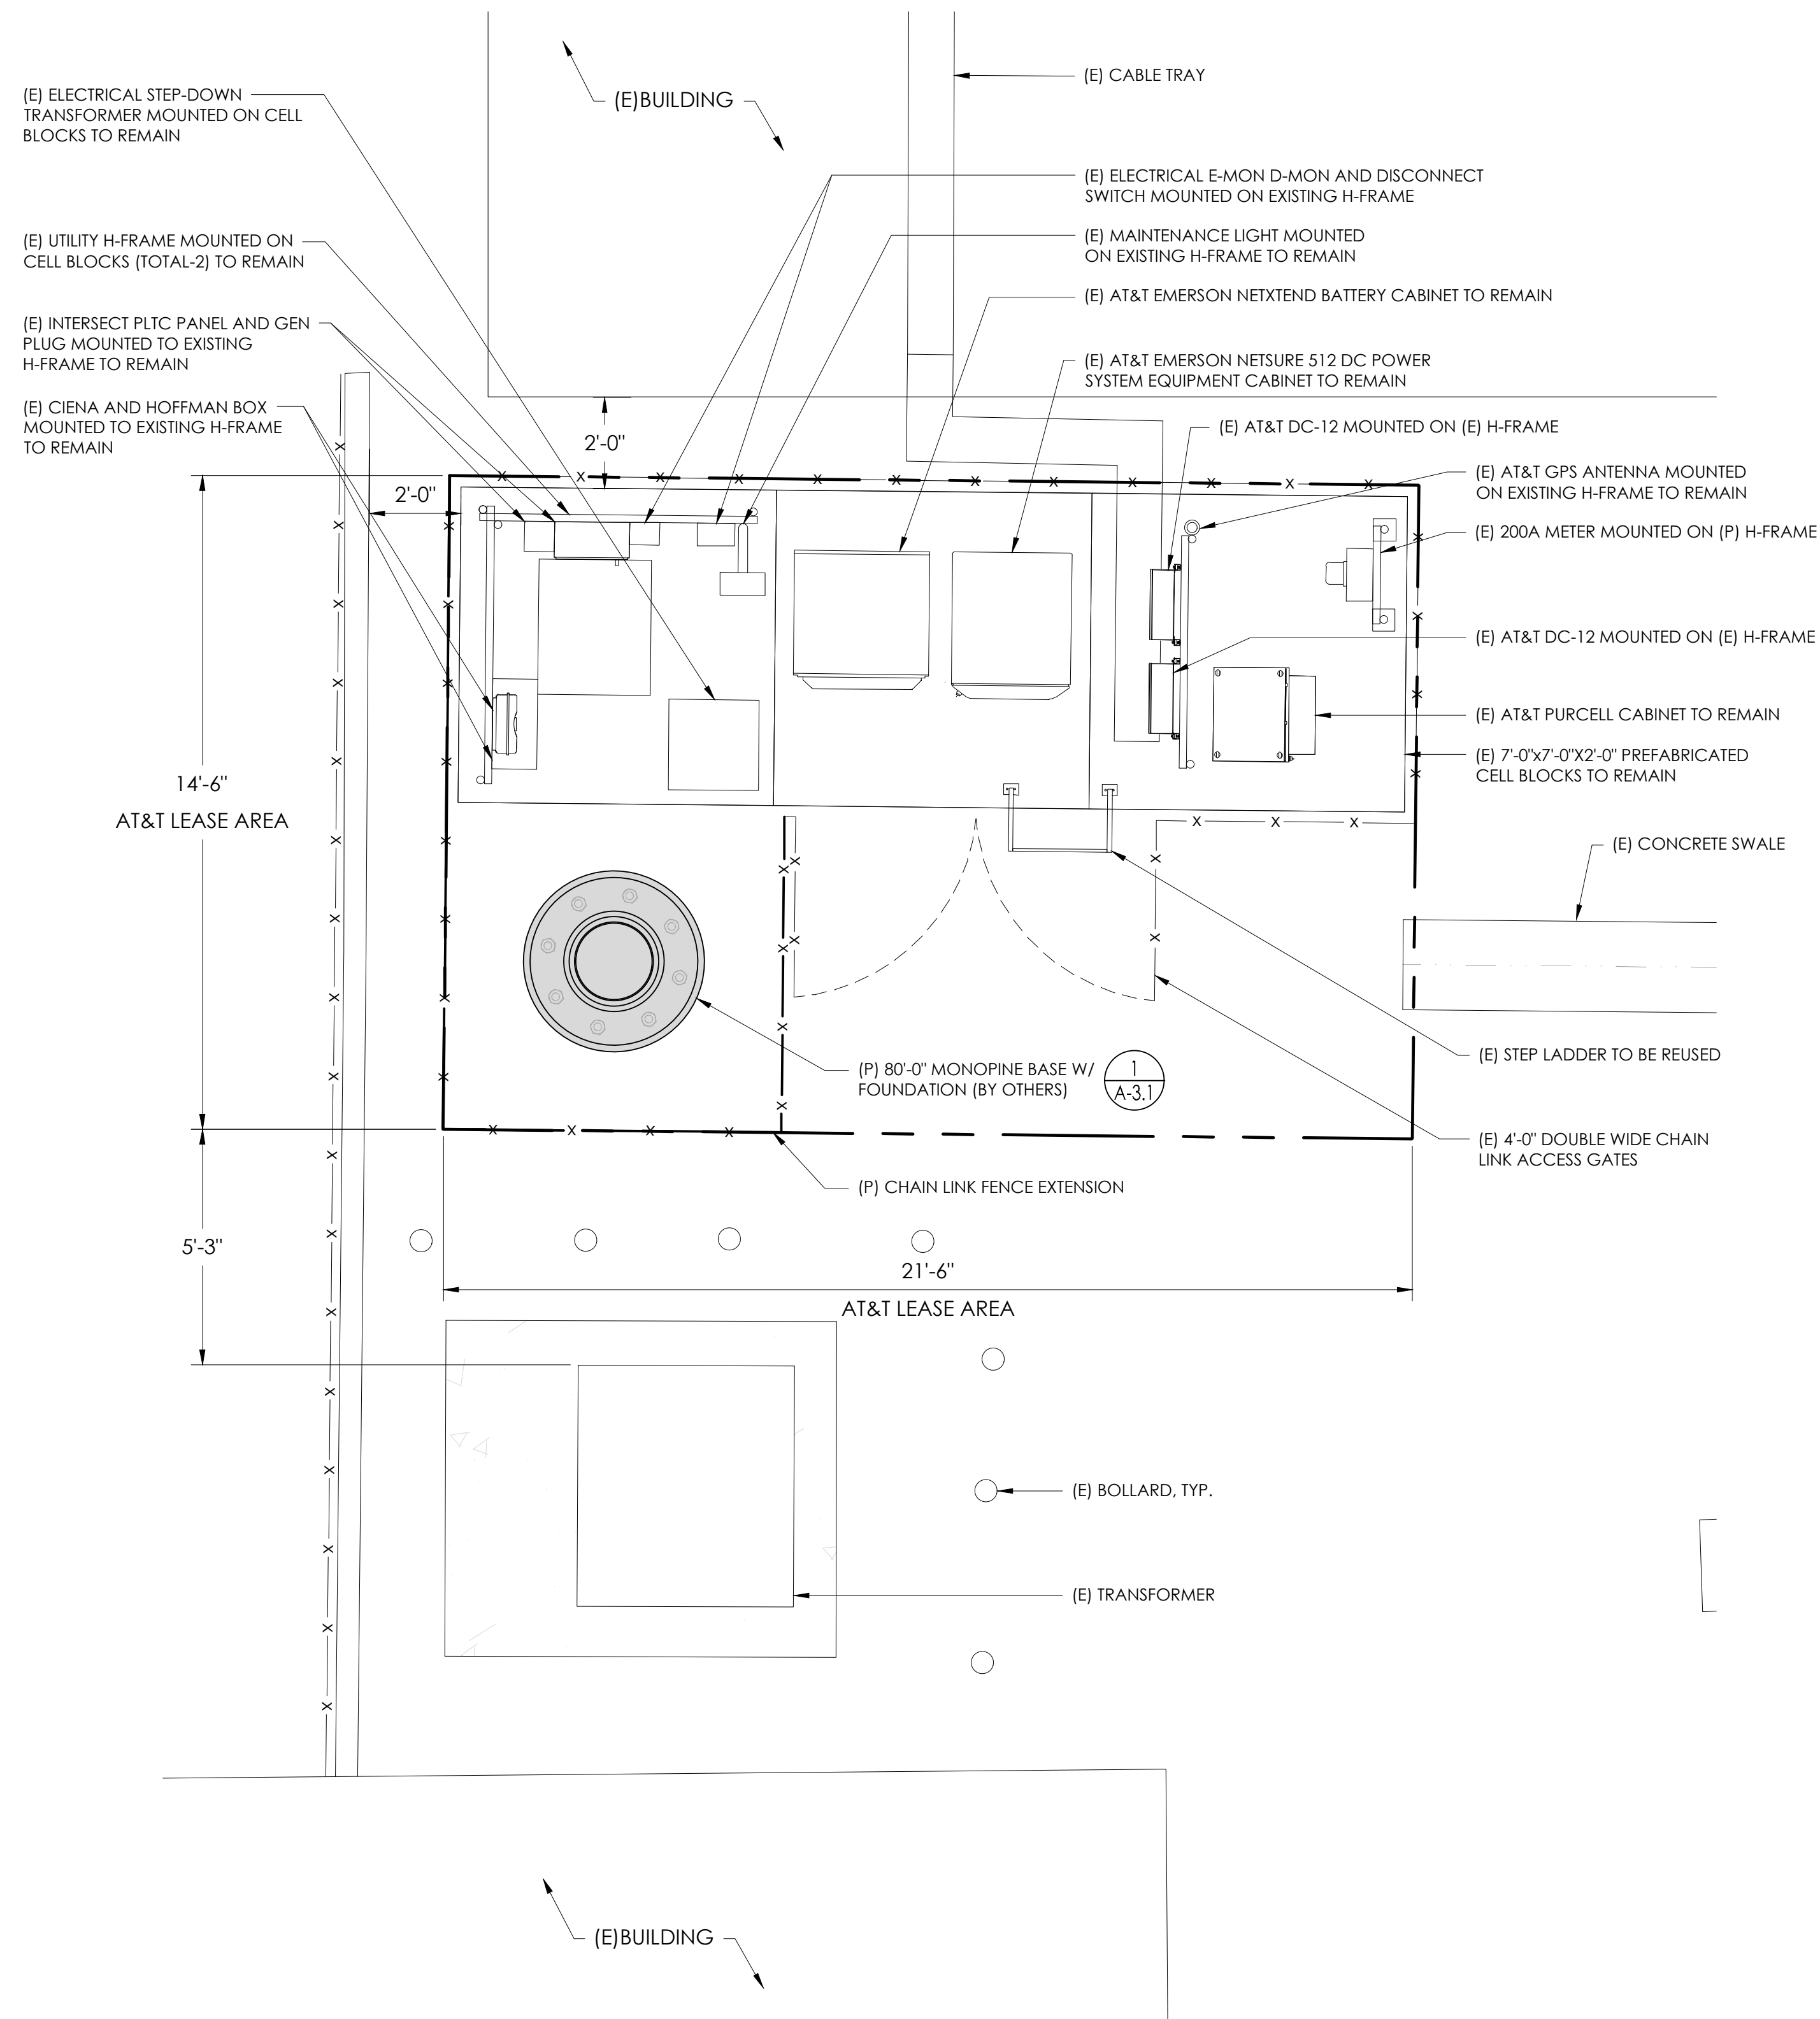 (E)BUILDING
(E) CABLE TRAY
(E) ELECTRICAL STEP-DOWN
TRANSFORMER MOUNTED ON CELL
BLOCKS TO REMAIN
(E) ELECTRICAL E-MON D-MON AND DISCONNECT
SWITCH MOUNTED ON EXISTING H-FRAME
(E) UTILITY H-FRAME MOUNTED ON
CELL BLOCKS (TOTAL-2) TO REMAIN
(E) MAINTENANCE LIGHT MOUNTED
ON EXISTING H-FRAME TO REMAIN
(E) AT&T EMERSON NETXTEND BATTERY CABINET TO REMAIN
(E) INTERSECT PLTC PANEL AND GEN
PLUG MOUNTED TO EXISTING
H-FRAME TO REMAIN
(E) AT&T EMERSON NETSURE 512 DC POWER
SYSTEM EQUIPMENT CABINET TO REMAIN
(E) CIENA AND HOFFMAN BOX
MOUNTED TO EXISTING H-FRAME
TO REMAIN
2'-0"
(E) AT&T DC-12 MOUNTED ON (E) H-FRAME
2'-0"
(E) AT&T GPS ANTENNA MOUNTED
ON EXISTING H-FRAME TO REMAIN
(E) 200A METER MOUNTED ON (P) H-FRAME
(E) AT&T DC-12 MOUNTED ON (E) H-FRAME
(E) AT&T PURCELL CABINET TO REMAIN
(E) 7'-0"x7'-0"X2'-0" PREFABRICATED
CELL BLOCKS TO REMAIN
14'-6"
AT&T LEASE AREA
(E) CONCRETE SWALE
(E) STEP LADDER TO BE REUSED
(P) 80'-0" MONOPINE BASE W/
FOUNDATION (BY OTHERS)
1
A-3.1
(E) 4'-0" DOUBLE WIDE CHAIN
LINK ACCESS GATES
(P) CHAIN LINK FENCE EXTENSION
5'-3"
21'-6"
AT&T LEASE AREA
(E) BOLLARD, TYP.
(E) TRANSFORMER
(E)BUILDING